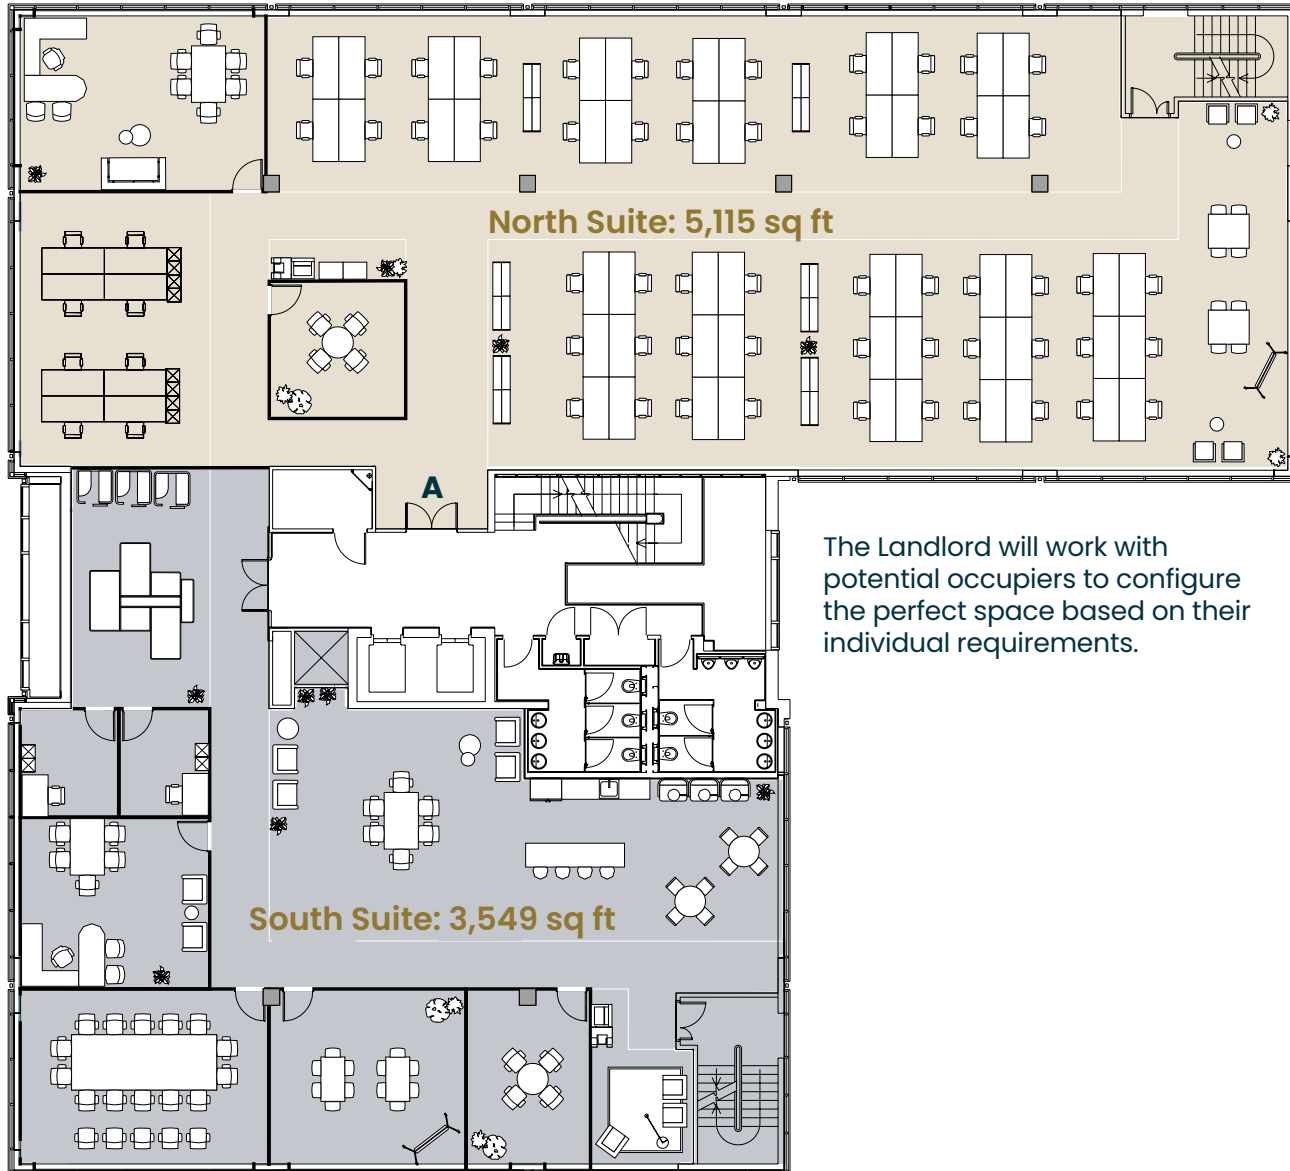 North Suite: 5,115 sq ft
A
The Landlord will work with
potential occupiers to configure
the perfect space based on their
individual requirements.
South Suite: 3,549 sq ft